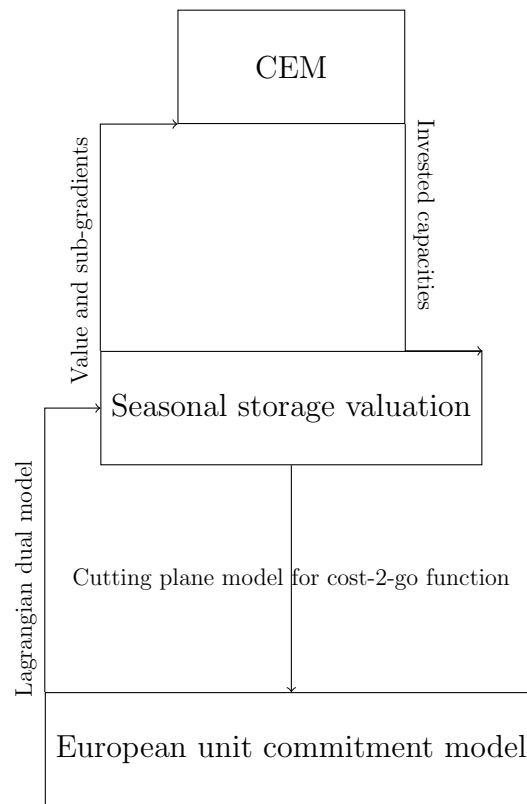 CEM
Value and sub-gradients
Invested capacities
Seasonal storage valuation
Lagrangian dual model
Cutting plane model for cost-2-go function
European unit commitment model